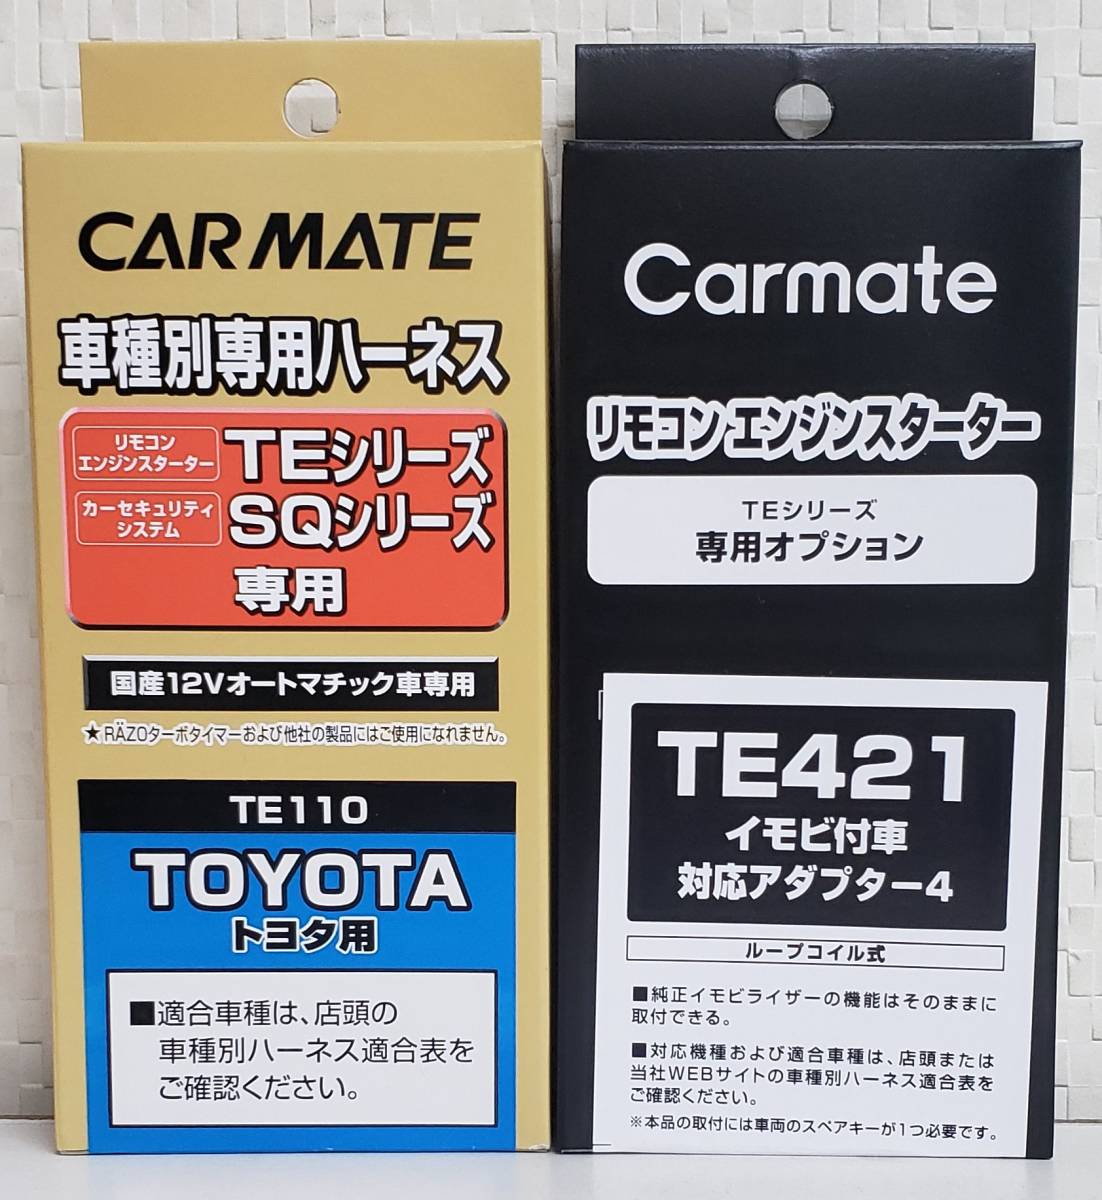 CARMATE
車種別専用ハーネス
リモコン
エンジンスターター
TEシリーズ
カーセキュリティ
システム
SQシリーズ
専用
国産12Vオートマチック車専用
★RÄZOターボタイマーおよび他社の製品にはご使用になれません。
TE110
TOYOTA
トヨタ用
■適合車種は、店頭の
車種別ハーネス適合表を
ご確認ください。
Carmate
リモコンエンジンスターター
TEシリーズ
専用オプション
TE421
イモビ付車
対応アダプター4
ループコイル式
■純正イモビライザーの機能はそのままに
取付できる。
■対応機種および適合車種は、店頭または
当社WEBサイトの車種別ハーネス適合表を
ご確認ください。
※本品の取付には車両のスペアキーが1つ必要です。